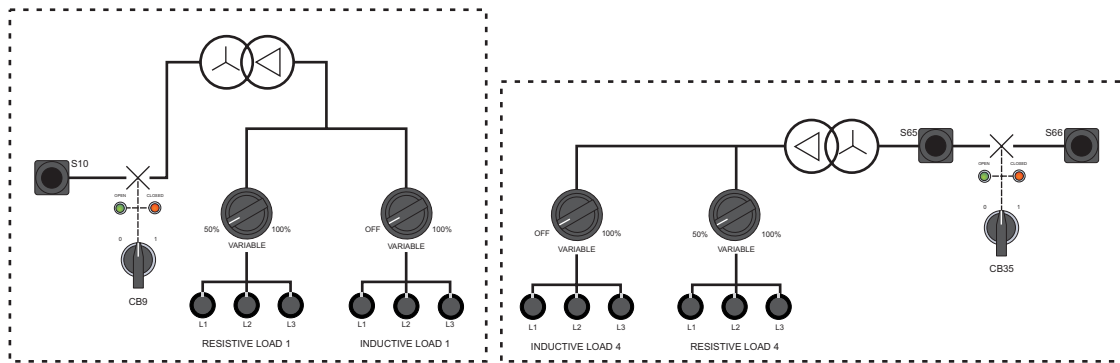 S10
OPEN
CLOSED
0
1
CB9
50%
100%
VARIABLE
OFF
100%
VARIABLE
L1
L2
L3
L1
L2
L3
RESISTIVE LOAD 1
INDUCTIVE LOAD 1
S65
S66
OPEN
CLOSED
0
1
CB35
OFF
100%
VARIABLE
50%
100%
VARIABLE
L1
L2
L3
L1
L2
L3
INDUCTIVE LOAD 4
RESISTIVE LOAD 4